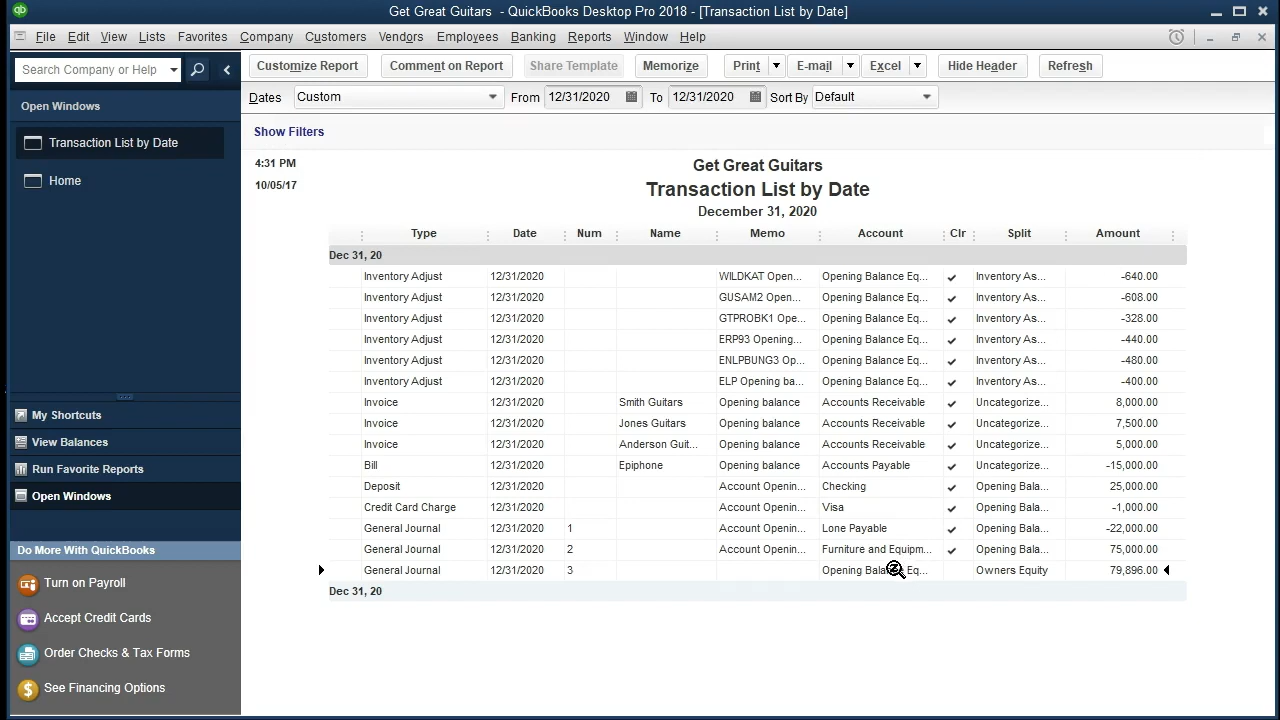 Get Great Guitars - QuickBooks Desktop Pro 2018 - [Transaction List by Date]
File Edit View Lists Favorites Company Customers Vendors Employees Banking Reports Window Help
Search Company or Help
Customize Report Comment on Report Share Template Memorize Print E-mail Excel Hide Header Refresh
Dates Custom From 12/31/2020 To 12/31/2020 Sort By Default
Open Windows
Transaction List by Date
Home
My Shortcuts
View Balances
Run Favorite Reports
Open Windows
Do More With QuickBooks
Turn on Payroll
Accept Credit Cards
Order Checks & Tax Forms
See Financing Options
Show Filters
4:31 PM
10/05/17
Get Great Guitars
Transaction List by Date
December 31, 2020
Type Date Num Name Memo Account Clr Split Amount
Dec 31, 20
Inventory Adjust 12/31/2020 WILDKAT Open... Opening Balance Eq... ✓ Inventory As... -640.00
Inventory Adjust 12/31/2020 GUSAM2 Open... Opening Balance Eq... ✓ Inventory As... -608.00
Inventory Adjust 12/31/2020 GTPROBK1 Ope... Opening Balance Eq... ✓ Inventory As... -328.00
Inventory Adjust 12/31/2020 ERP93 Opening... Opening Balance Eq... ✓ Inventory As... -440.00
Inventory Adjust 12/31/2020 ENLPBUNG3 Op... Opening Balance Eq... ✓ Inventory As... -480.00
Inventory Adjust 12/31/2020 ELP Opening ba... Opening Balance Eq... ✓ Inventory As... -400.00
Invoice 12/31/2020 Smith Guitars Opening balance Accounts Receivable ✓ Uncategorize... 8,000.00
Invoice 12/31/2020 Jones Guitars Opening balance Accounts Receivable ✓ Uncategorize... 7,500.00
Invoice 12/31/2020 Anderson Guit... Opening balance Accounts Receivable ✓ Uncategorize... 5,000.00
Bill 12/31/2020 Epiphone Opening balance Accounts Payable ✓ Uncategorize... -15,000.00
Deposit 12/31/2020 Account Openin... Checking ✓ Opening Bala... 25,000.00
Credit Card Charge 12/31/2020 Account Openin... Visa ✓ Opening Bala... -1,000.00
General Journal 12/31/2020 1 Account Openin... Lone Payable ✓ Opening Bala... -22,000.00
General Journal 12/31/2020 2 Account Openin... Furniture and Equipm... ✓ Opening Bala... 75,000.00
General Journal 12/31/2020 3 Opening Balance Eq... Owners Equity 79,896.00
Dec 31, 20